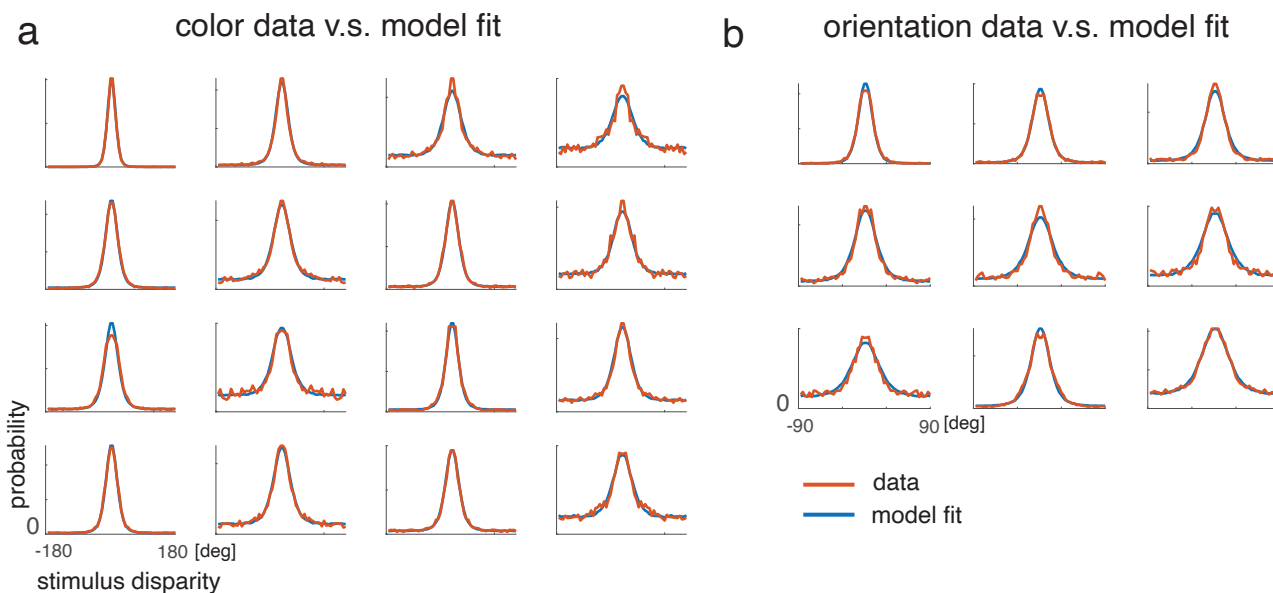 a
color data v.s. model fit
b
orientation data v.s. model fit
probability
0
-180
180 [deg]
stimulus disparity
0
-90
90 [deg]
data
model fit